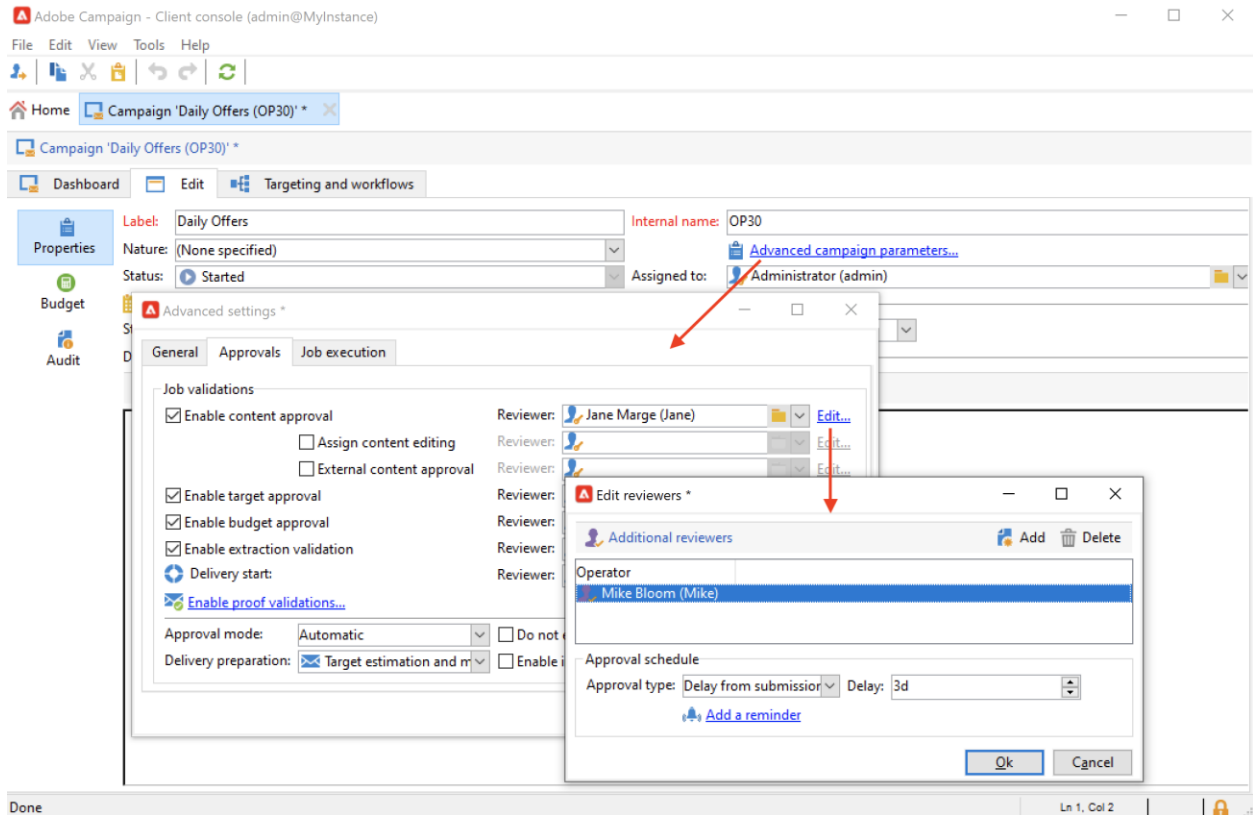 Adobe Campaign - Client console (admin@MyInstance)
File Edit View Tools Help
Home Campaign 'Daily Offers (OP30)' *
Campaign 'Daily Offers (OP30)' *
Dashboard Edit Targeting and workflows
Label: Daily Offers Internal name: OP30
Properties Nature: (None specified) Advanced campaign parameters...
Status: Started Assigned to: Administrator (admin)
Budget
Advanced settings *
Audit
General Approvals Job execution
Job validations
Enable content approval Reviewer: Jane Marge (Jane) Edit...
Assign content editing Reviewer: Edit...
External content approval Reviewer: Edit...
Enable target approval Reviewer:
Enable budget approval Reviewer:
Enable extraction validation Reviewer:
Delivery start: Reviewer:
Enable proof validations...
Approval mode: Automatic Do not
Delivery preparation: Target estimation and m Enable
Edit reviewers *
Additional reviewers Add Delete
Operator
Mike Bloom (Mike)
Approval schedule
Approval type: Delay from submission Delay: 3d
Add a reminder
Ok Cancel
Done Ln 1, Col 2